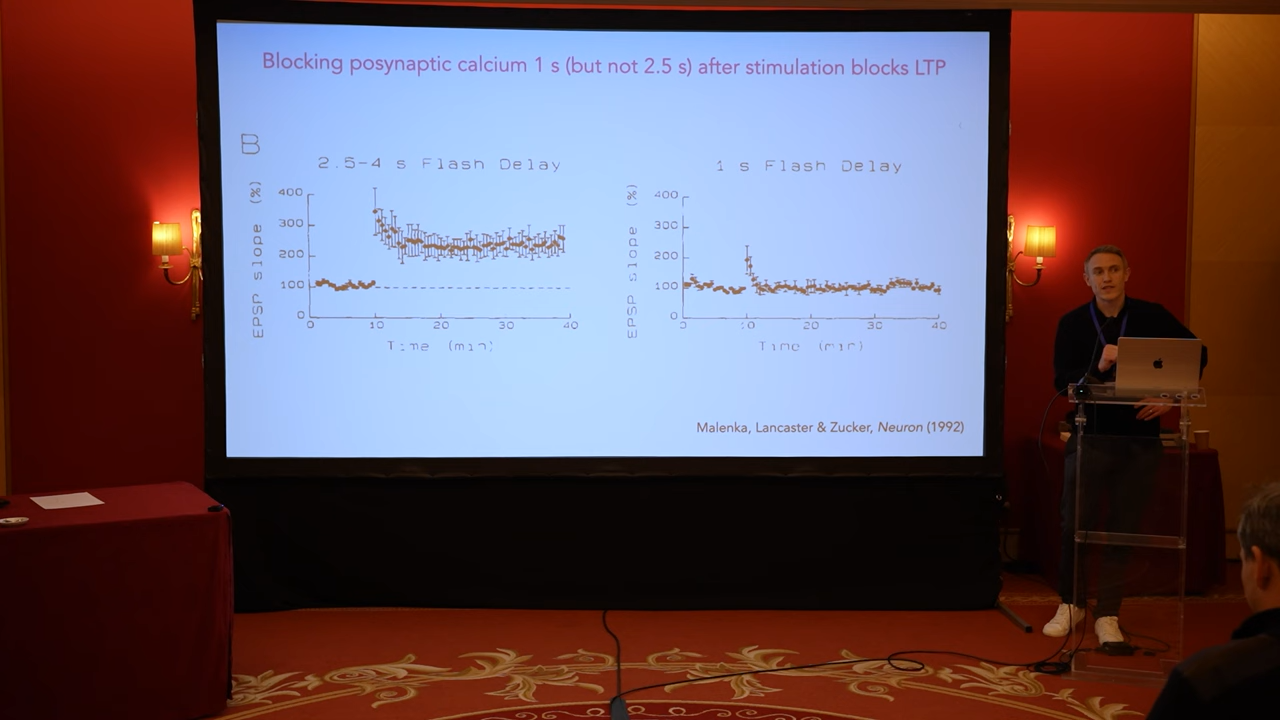 Blocking posynaptic calcium 1 s (but not 2.5 s) after stimulation blocks LTP
B
2.5-4 s Flash Delay
EPSP slope (%)
400
300
200
100
0
0 10 20 30 40
Time (min)
1 s Flash Delay
EPSP slope (%)
400
300
200
100
0
0 10 20 30 40
Time (min)
Malenka, Lancaster & Zucker, Neuron (1992)